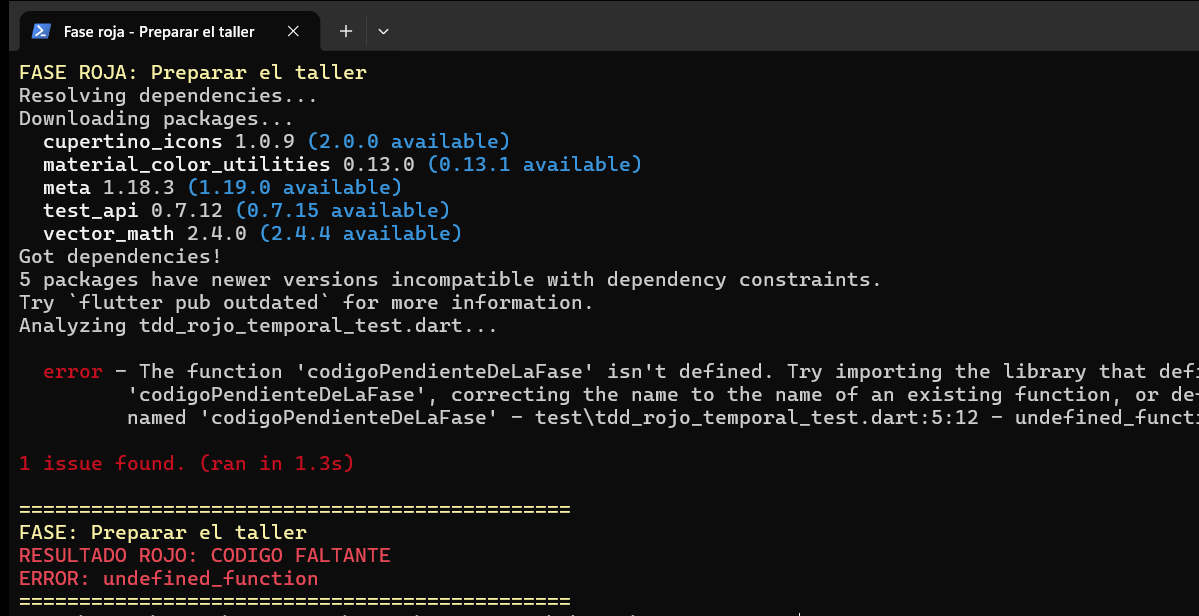 Fase roja - Preparar el taller
FASE ROJA: Preparar el taller
Resolving dependencies...
Downloading packages...
cupertino_icons 1.0.9 (2.0.0 available)
material_color_utilities 0.13.0 (0.13.1 available)
meta 1.18.3 (1.19.0 available)
test_api 0.7.12 (0.7.15 available)
vector_math 2.4.0 (2.4.4 available)
Got dependencies!
5 packages have newer versions incompatible with dependency constraints.
Try `flutter pub outdated` for more information.
Analyzing tdd_rojo_temporal_test.dart...
error - The function 'codigoPendienteDeLaFase' isn't defined. Try importing the library that defi
'codigoPendienteDeLaFase', correcting the name to the name of an existing function, or de
named 'codigoPendienteDeLaFase' - test\tdd_rojo_temporal_test.dart:5:12 - undefined_functi
1 issue found. (ran in 1.3s)
==============================================
FASE: Preparar el taller
RESULTADO ROJO: CODIGO FALTANTE
ERROR: undefined_function
==============================================